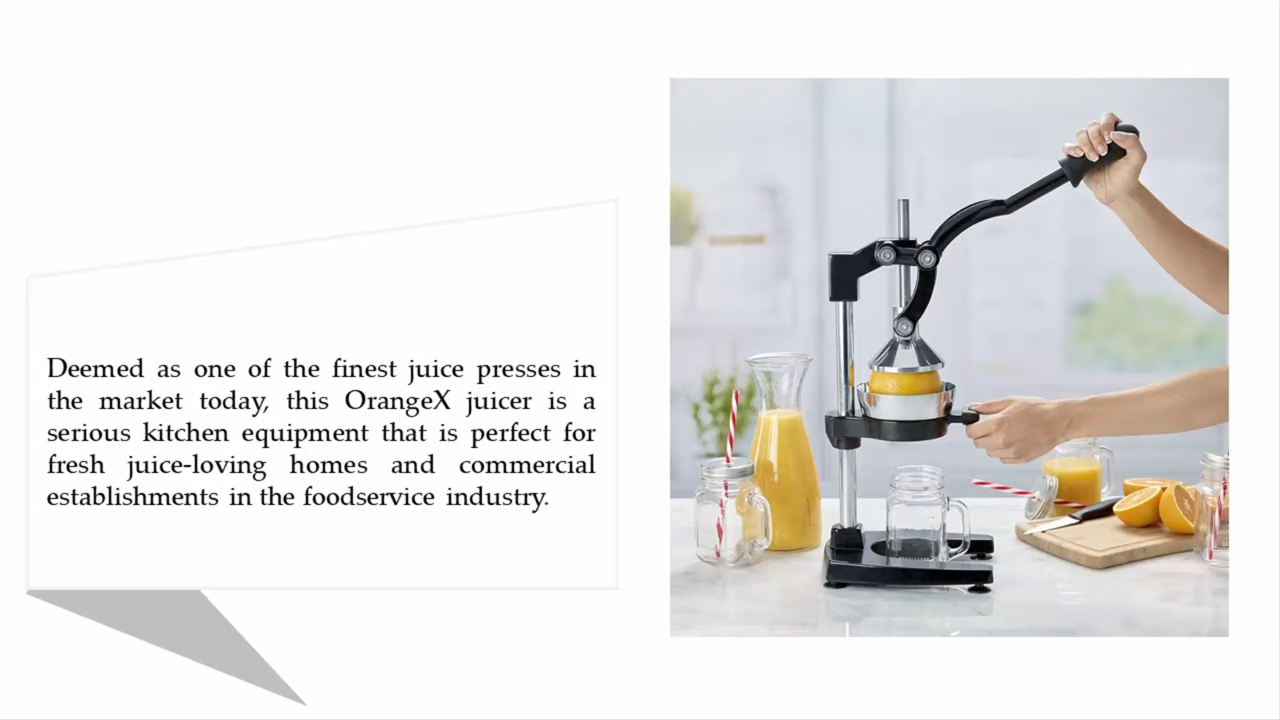 Deemed as one of the finest juice presses in
the market today, this OrangeX juicer is a
serious kitchen equipment that is perfect for
fresh juice-loving homes and commercial
establishments in the foodservice industry.